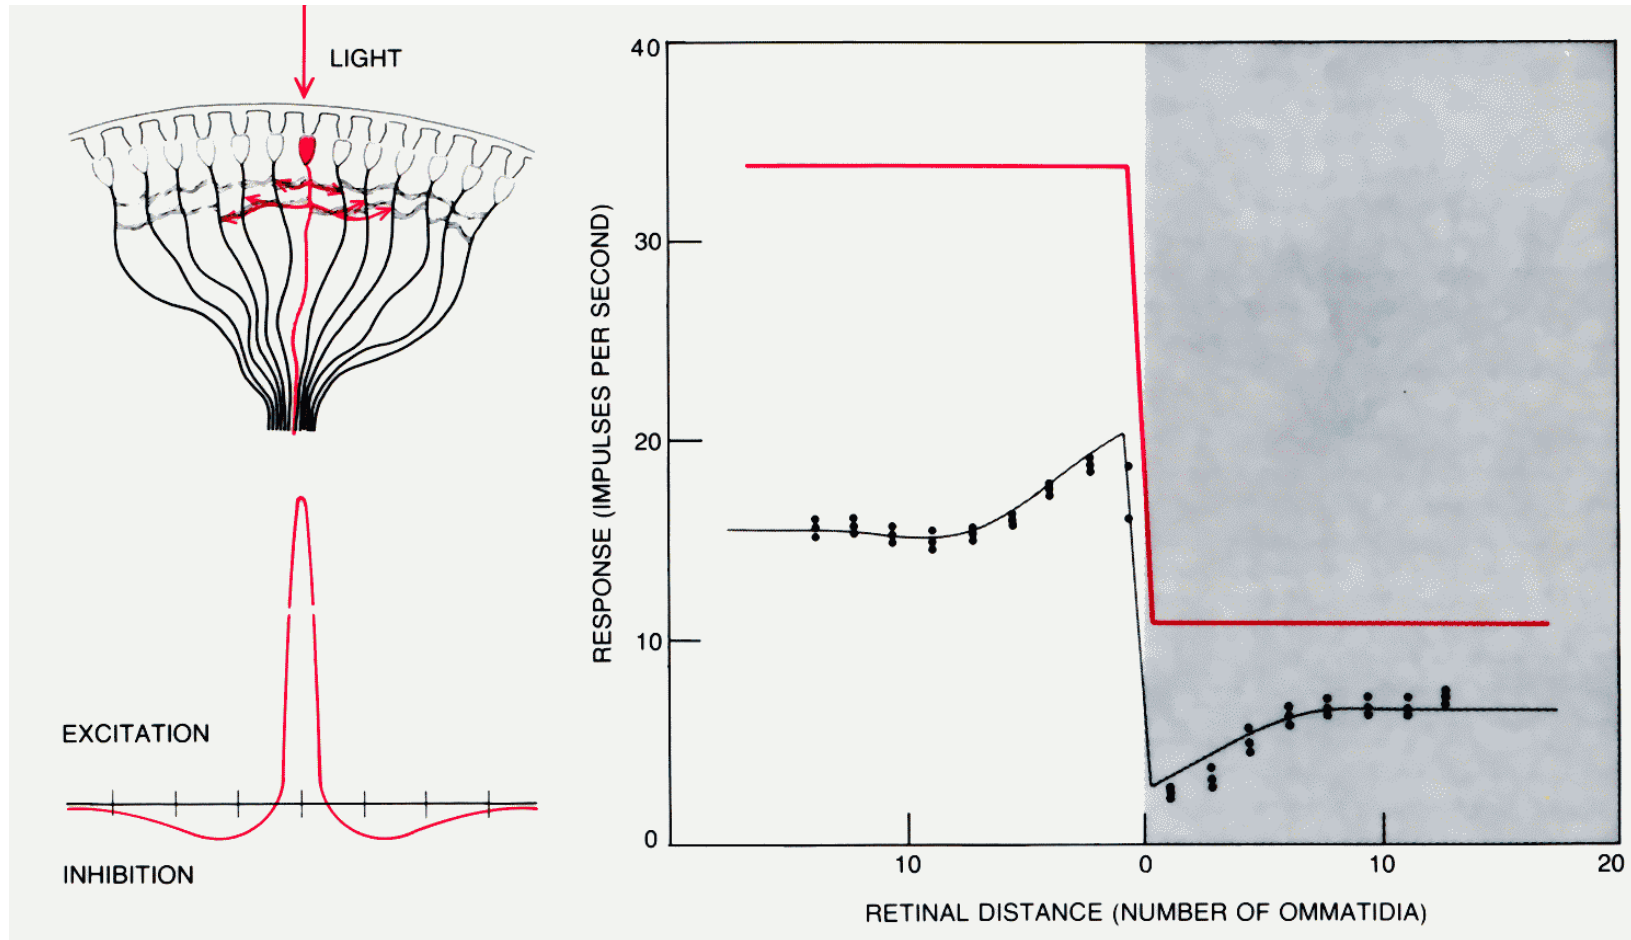 LIGHT
EXCITATION
INHIBITION
RESPONSE (IMPULSES PER SECOND)
40
30
20
10
0
10
0
10
20
RETINAL DISTANCE (NUMBER OF OMMATIDIA)